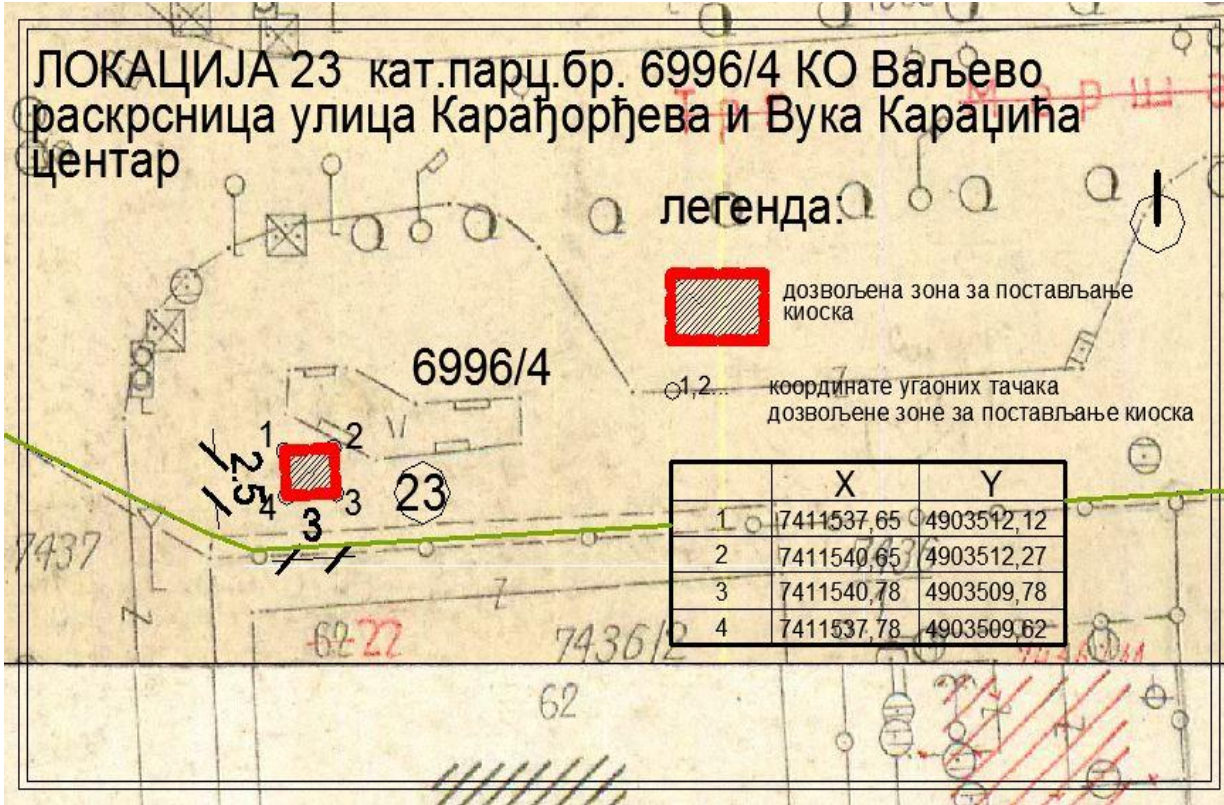 ЛОКАЦИЈА 23 кат.парц.бр. 6996/4 КО Ваљево
раскрсница улица Карађорђева и Вука Караџића
центар
легенда:
дозвољена зона за постављање
киоска
1,2... координате угаоних тачака
дозвољене зоне за постављање киоска
6996/4
1 2
2.5
4 3
3
23
X Y
1 7411537,65 4903512,12
2 7411540,65 4903512,27
3 7411540,78 4903509,78
4 7411537,78 4903509,62
7437
7436
62-22
7436/2
62